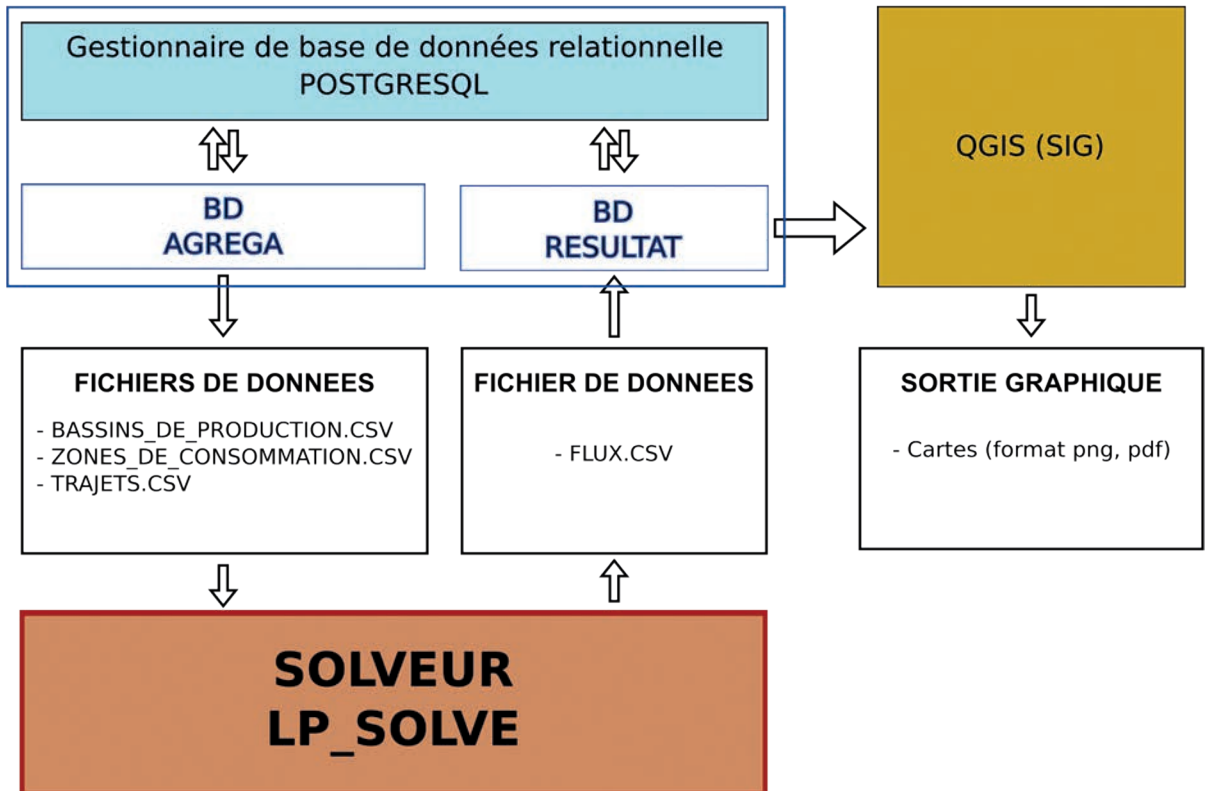 Gestionnaire de base de données relationnelle
POSTGRESQL
BD
AGREGA
BD
RESULTAT
QGIS (SIG)
FICHIERS DE DONNEES
- BASSINS_DE_PRODUCTION.CSV
- ZONES_DE_CONSOMMATION.CSV
- TRAJETS.CSV
FICHIER DE DONNEES
- FLUX.CSV
SORTIE GRAPHIQUE
- Cartes (format png, pdf)
SOLVEUR
LP_SOLVE